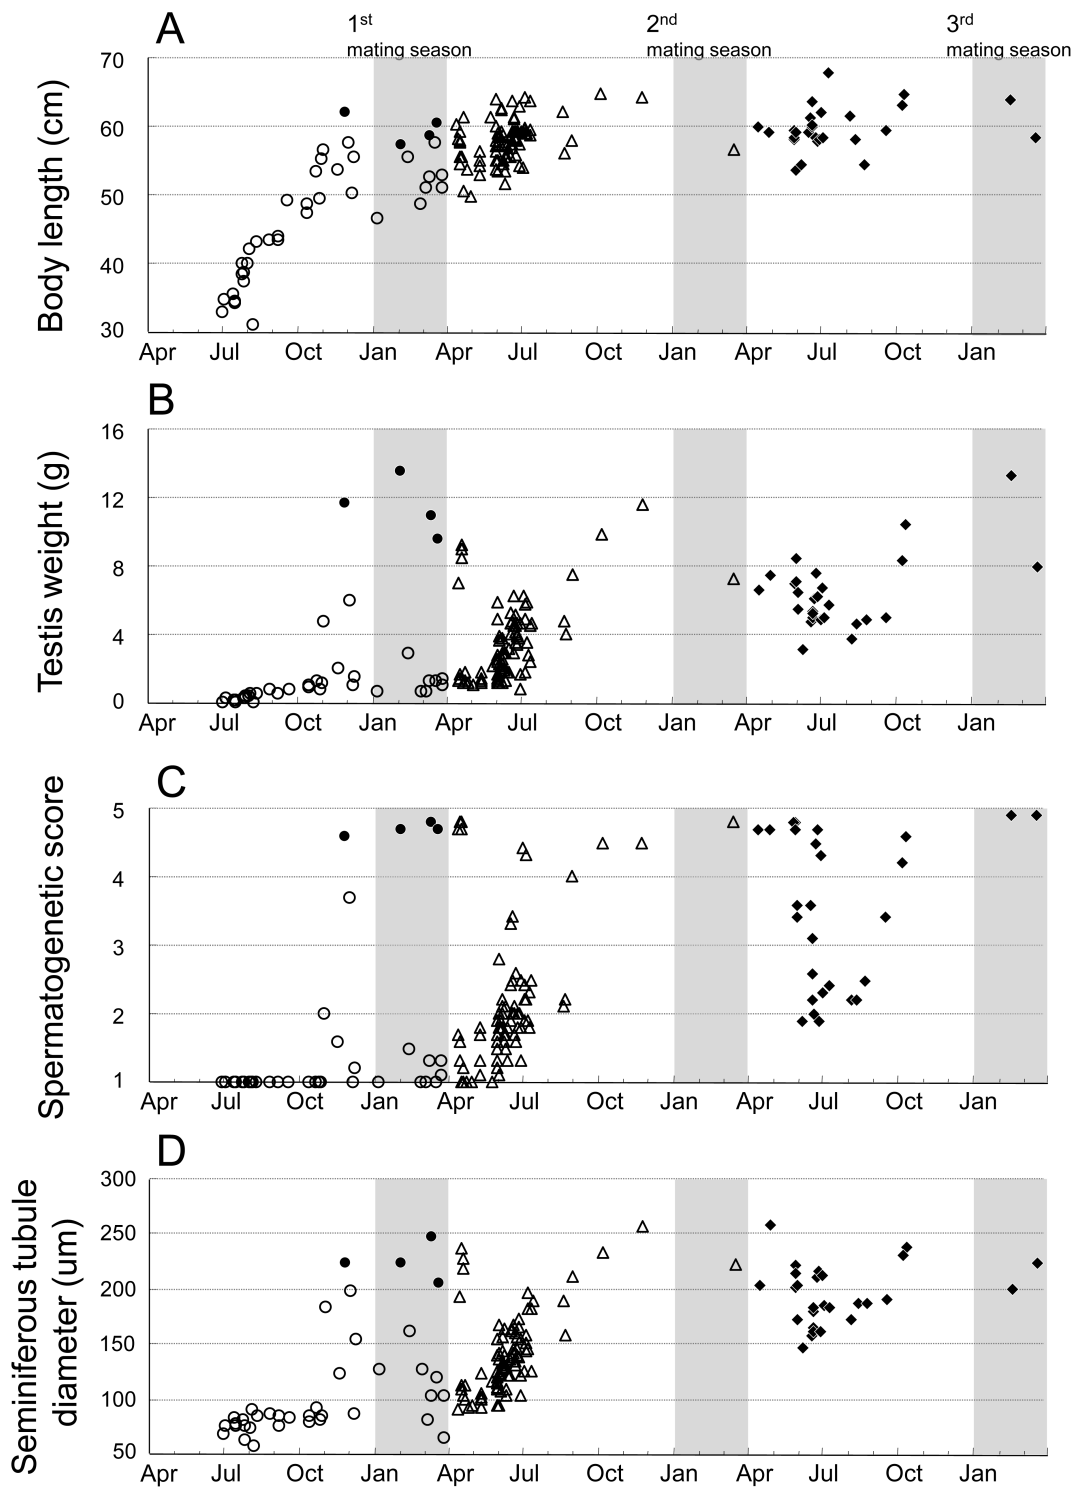 A
1st
2nd
3rd
mating season
mating season
mating season
Body length (cm)
70
60
50
40
30
Apr Jul Oct Jan Apr Jul Oct Jan Apr Jul Oct Jan
B
Testis weight (g)
16
12
8
4
0
Apr Jul Oct Jan Apr Jul Oct Jan Apr Jul Oct Jan
C
Spermatogenetic score
5
4
3
2
1
Apr Jul Oct Jan Apr Jul Oct Jan Apr Jul Oct Jan
D
Seminiferous tubule
diameter (um)
300
250
200
150
100
50
Apr Jul Oct Jan Apr Jul Oct Jan Apr Jul Oct Jan